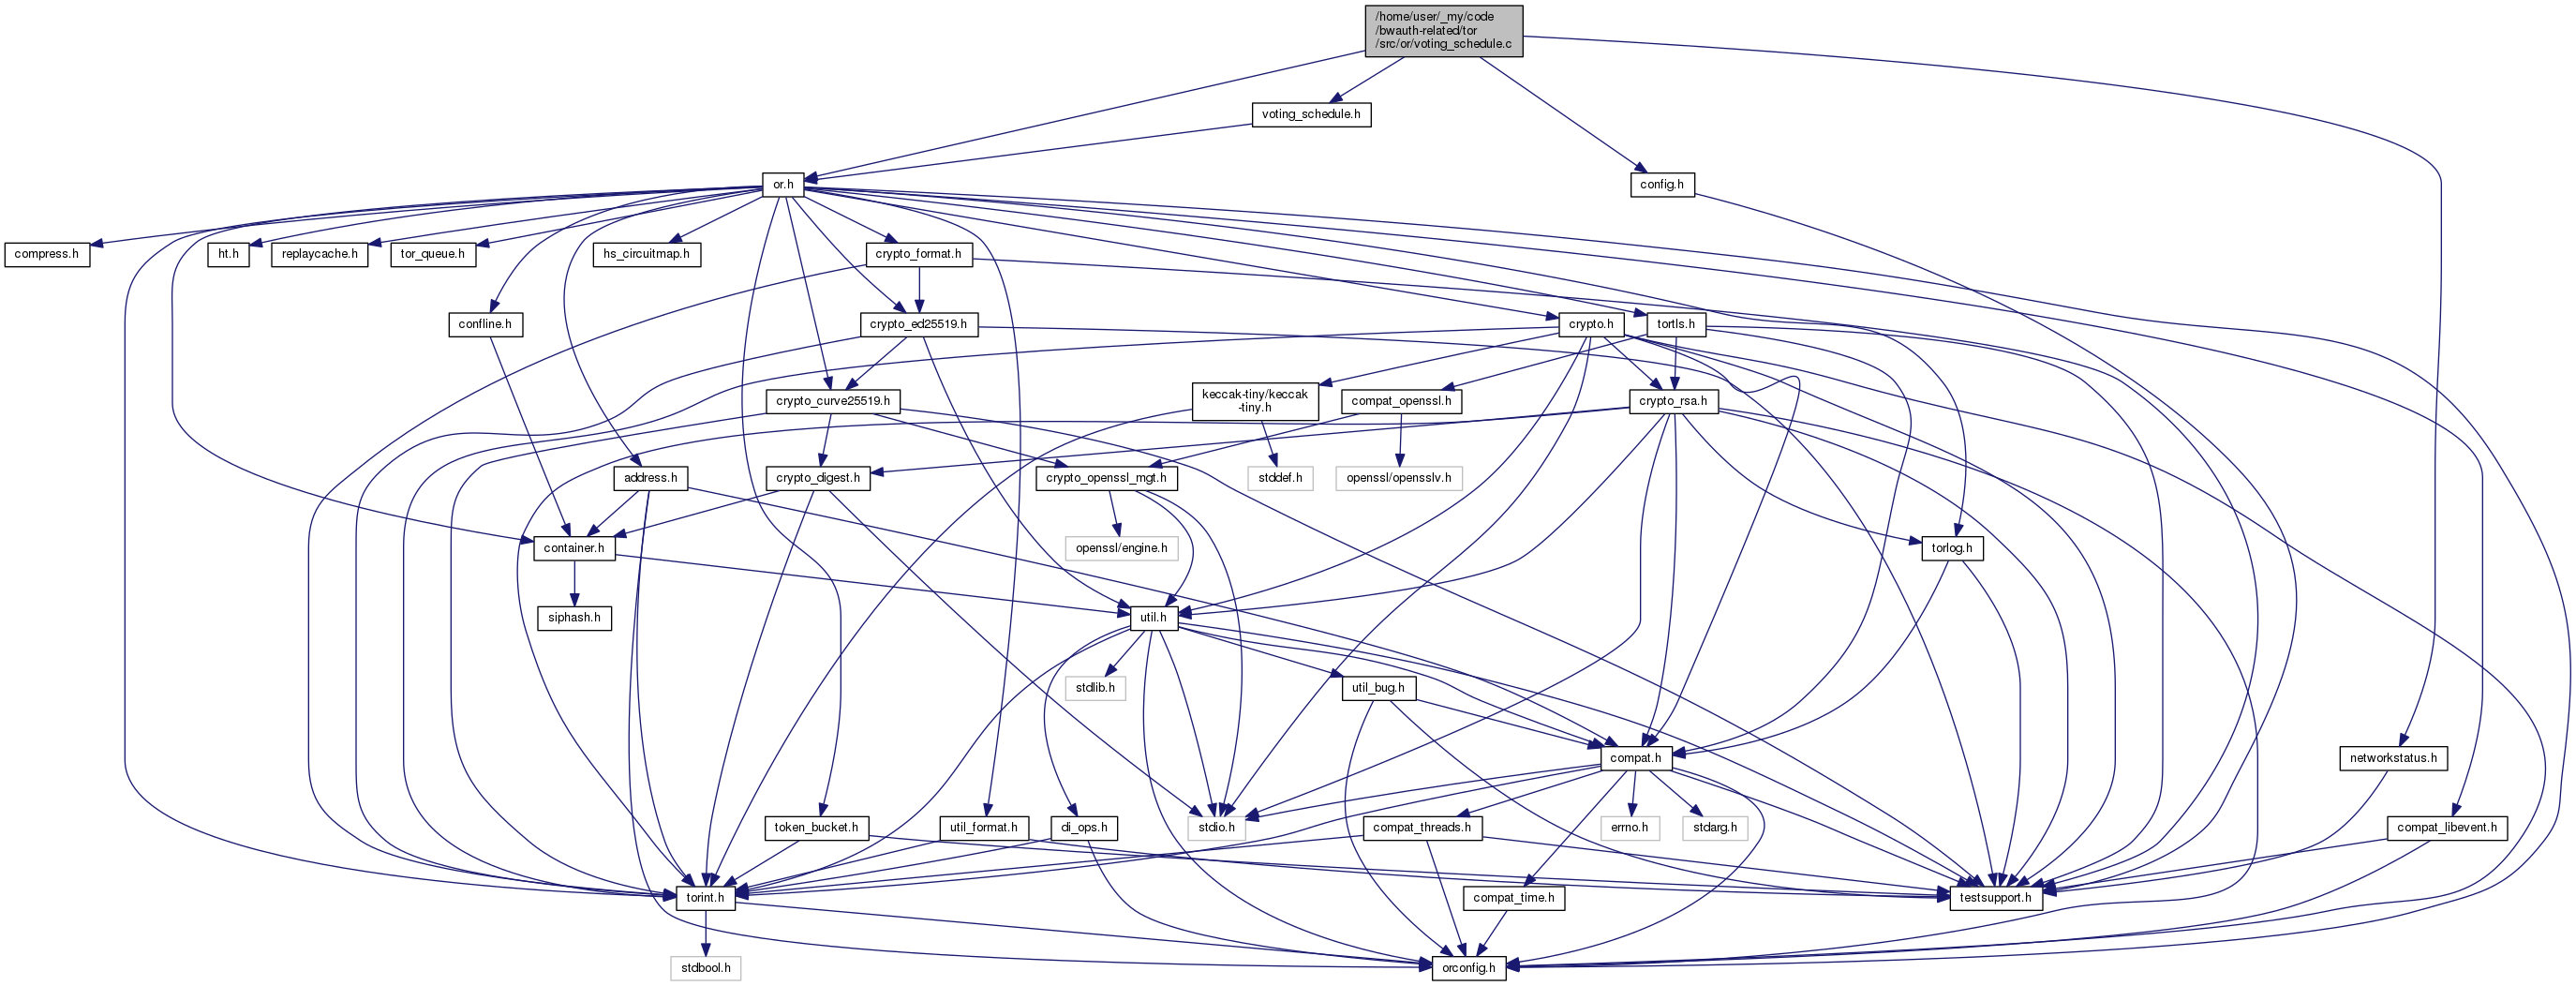 /home/user/_my/code
/bwauth-related/tor
/src/or/voting_schedule.c
voting_schedule.h
or.h
config.h
compress.h
ht.h
replaycache.h
tor_queue.h
hs_circuitmap.h
crypto_format.h
confline.h
crypto_ed25519.h
crypto.h
tortls.h
crypto_curve25519.h
keccak-tiny/keccak
-tiny.h
compat_openssl.h
crypto_rsa.h
address.h
crypto_digest.h
crypto_openssl_mgt.h
stddef.h
openssl/opensslv.h
container.h
openssl/engine.h
torlog.h
siphash.h
util.h
stdlib.h
util_bug.h
compat.h
networkstatus.h
token_bucket.h
util_format.h
di_ops.h
stdio.h
compat_threads.h
errno.h
stdarg.h
compat_libevent.h
torint.h
compat_time.h
testsupport.h
stdbool.h
orconfig.h